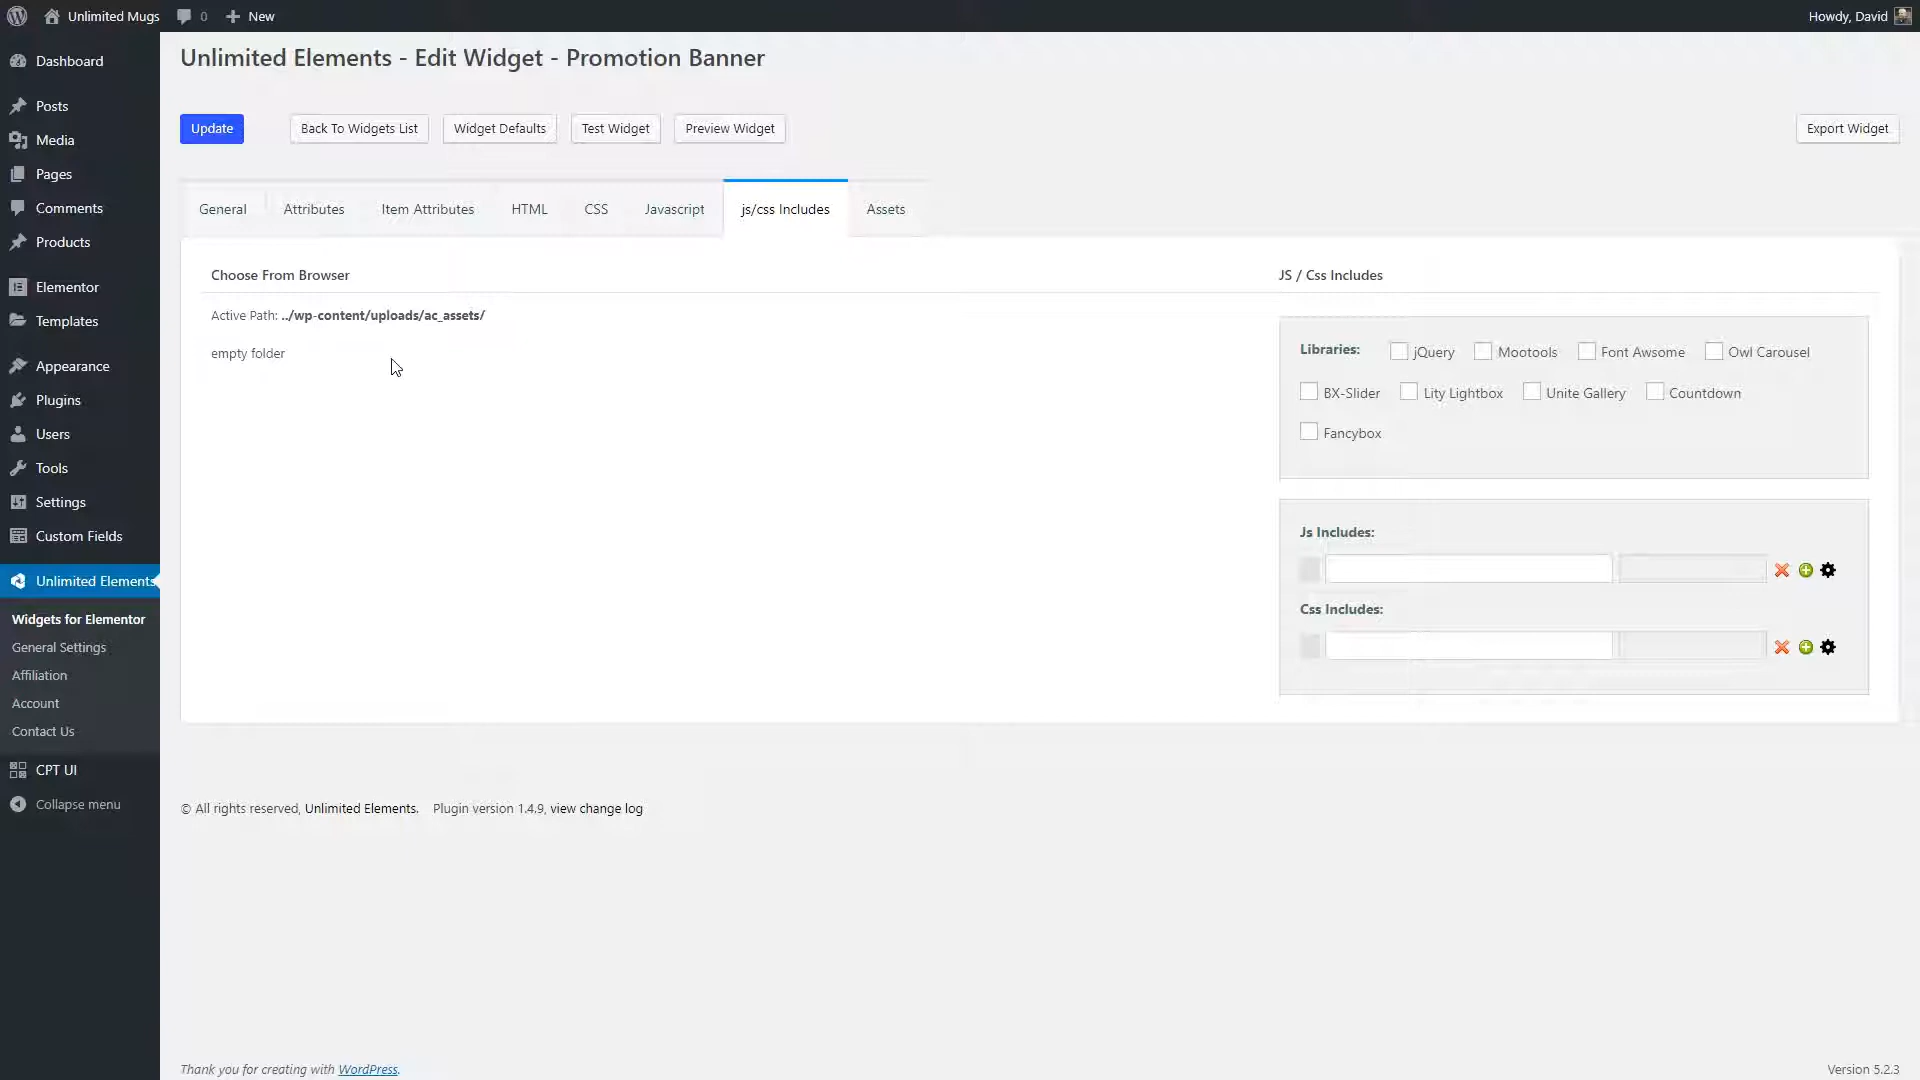 Unlimited Mugs 0 New Howdy, David
Unlimited Elements - Edit Widget - Promotion Banner
Update Back To Widgets List Widget Defaults Test Widget Preview Widget Export Widget
General Attributes Item Attributes HTML CSS Javascript js/css Includes Assets
Choose From Browser
Active Path: ../wp-content/uploads/ac_assets/
empty folder
JS / Css Includes
Libraries: jQuery Mootools Font Awsome Owl Carousel
BX-Slider Lity Lightbox Unite Gallery Countdown
Fancybox
Js Includes:
Css Includes:
Dashboard
Posts
Media
Pages
Comments
Products
Elementor
Templates
Appearance
Plugins
Users
Tools
Settings
Custom Fields
Unlimited Elements
Widgets for Elementor
General Settings
Affiliation
Account
Contact Us
CPT UI
Collapse menu
© All rights reserved, Unlimited Elements. Plugin version 1.4.9, view change log
Thank you for creating with WordPress. Version 5.2.3